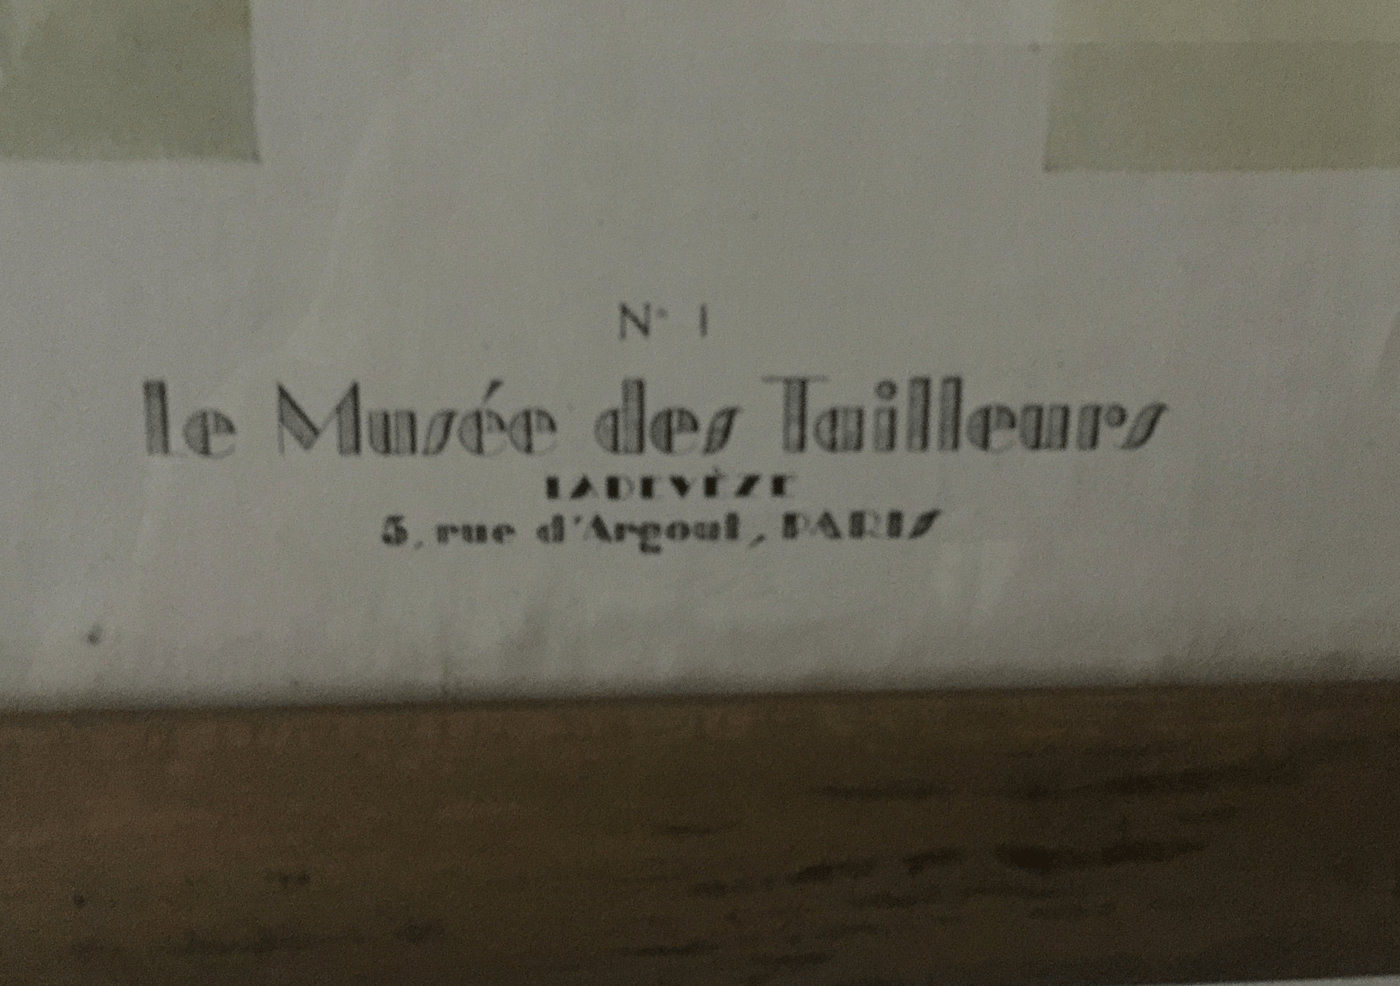 N° 1
le Musée des Tailleurs
LADEVÈZE
5, rue d'Argout, PARIS